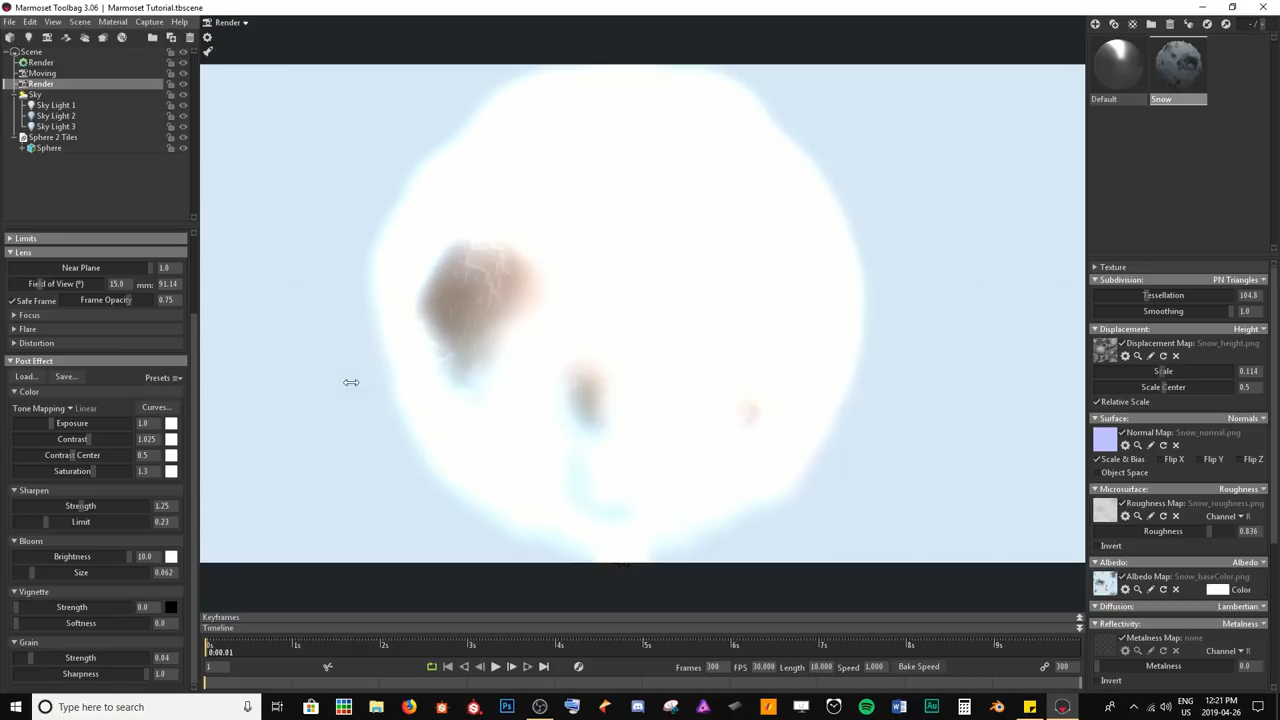 Marmoset Toolbag 3.06 | Marmoset Tutorial.tbscene
File Edit View Scene Material Capture Help
Render
- /
Scene
Render
Moving
Render
Sky
Sky Light 1
Sky Light 2
Sky Light 3
Sphere 2 Tiles
Sphere
Limits
Lens
Near Plane 1.0
Field of View (°) 15.0 mm: 91.14
Safe Frame Frame Opacity 0.75
Focus
Flare
Distortion
Post Effect
Load... Save... Presets
Color
Tone Mapping Linear Curves...
Exposure 1.0
Contrast 1.025
Contrast Center 0.5
Saturation 1.3
Sharpen
Strength 1.25
Limit 0.23
Bloom
Brightness 10.0
Size 0.062
Vignette
Strength 0.0
Softness 0.0
Grain
Strength 0.04
Sharpness 1.0
Default Snow
Texture
Subdivision: PN Triangles
Tessellation 104.8
Smoothing 1.0
Displacement: Height
Displacement Map: Snow_height.png
Scale 0.114
Scale Center 0.5
Relative Scale
Surface: Normals
Normal Map: Snow_normal.png
Scale & Bias Flip X Flip Y Flip Z
Object Space
Microsurface: Roughness
Roughness Map: Snow_roughness.png
Channel R
Roughness 0.836
Invert
Albedo: Albedo
Albedo Map: Snow_baseColor.png
Color
Diffusion: Lambertian
Reflectivity: Metalness
Metalness Map: none
Channel R
Metalness 0.0
Invert
Keyframes
Timeline
0s 1s 2s 3s 4s 5s 6s 7s 8s 9s
0:00.01
1 Frames 300 FPS 30.000 Length 10.000 Speed 1.000 Bake Speed 300
Type here to search
ENG
US
12:21 PM
2019-04-26